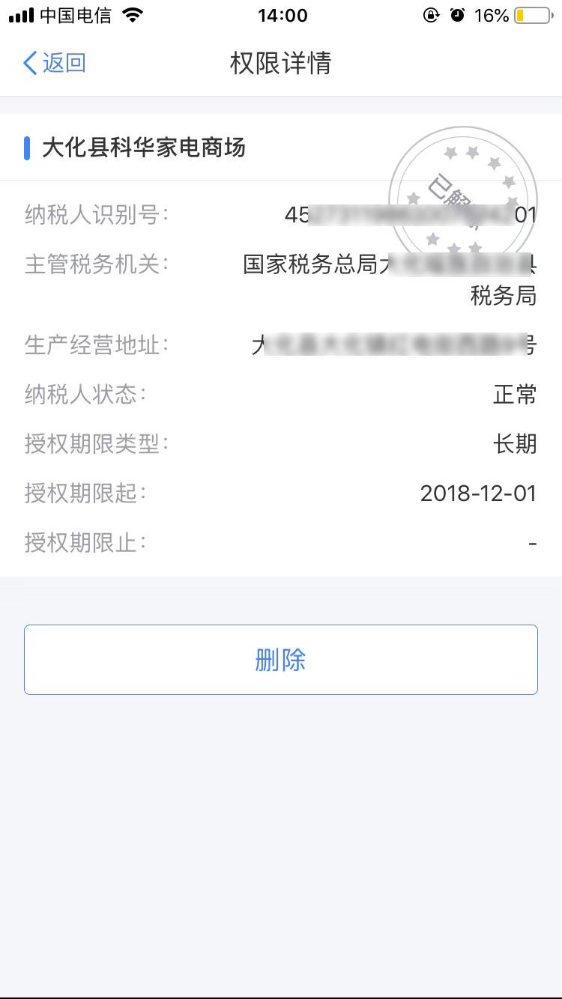 中国电信
14:00
16%
返回
权限详情
大化县科华家电商场
已解
纳税人识别号:
45 01
主管税务机关:
国家税务总局大 县
税务局
生产经营地址:
大 号
纳税人状态:
正常
授权期限类型:
长期
授权期限起:
2018-12-01
授权期限止:
-
删除